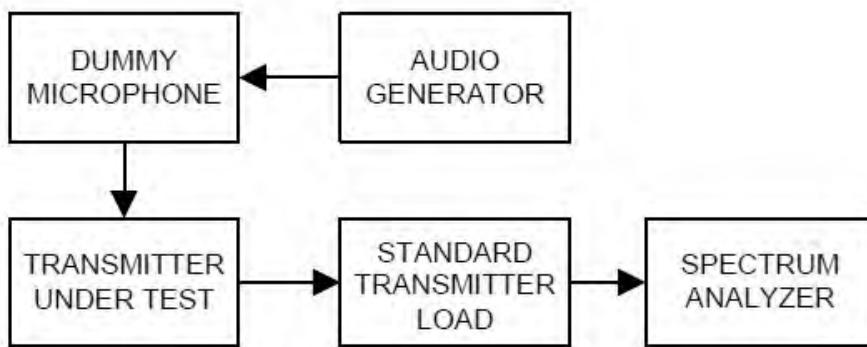 DUMMY
MICROPHONE
AUDIO
GENERATOR
TRANSMITTER
UNDER TEST
STANDARD
TRANSMITTER
LOAD
SPECTRUM
ANALYZER